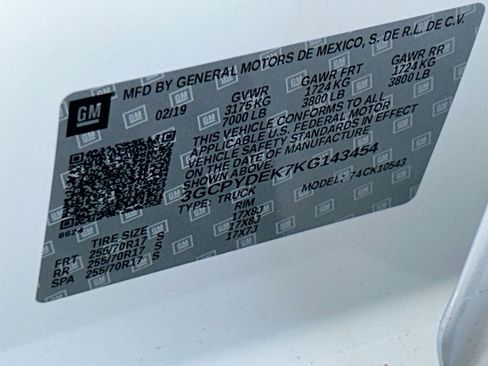 MFD BY GENERAL MOTORS DE MEXICO, S. DE R.L. DE C.V.
GM
02/19 GVWR GAWR FRT GAWR RR
3175 KG 1724 KG 1724 KG
7000 LB 3800 LB 3800 LB
THIS VEHICLE CONFORMS TO ALL
APPLICABLE U.S. FEDERAL MOTOR
VEHICLE SAFETY STANDARDS IN EFFECT
ON THE DATE OF MANUFACTURE
SHOWN ABOVE.
3GCPYDEK7KG143454
TYPE: TRUCK MODEL: 74CK10543
8624
TIRE SIZE RIM
FRT 255/70R17 S 17X8J
RR 255/70R17 S 17X8J
SPA 255/70R17 S 17X7J